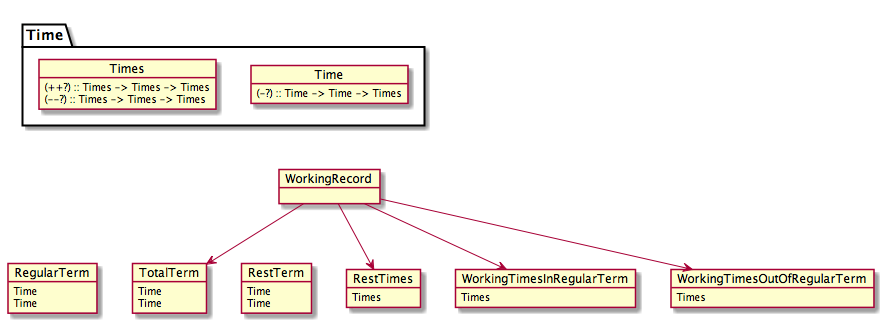 Time
Times
(++?) :: Times -> Times -> Times
(--?) :: Times -> Times -> Times
Time
(-?) :: Time -> Time -> Time
WorkingRecord
RegularTerm
Time
Time
TotalTerm
Time
Time
RestTerm
Time
Time
RestTimes
Times
WorkingTimesInRegularTerm
Times
WorkingTimesOutOfRegularTerm
Times